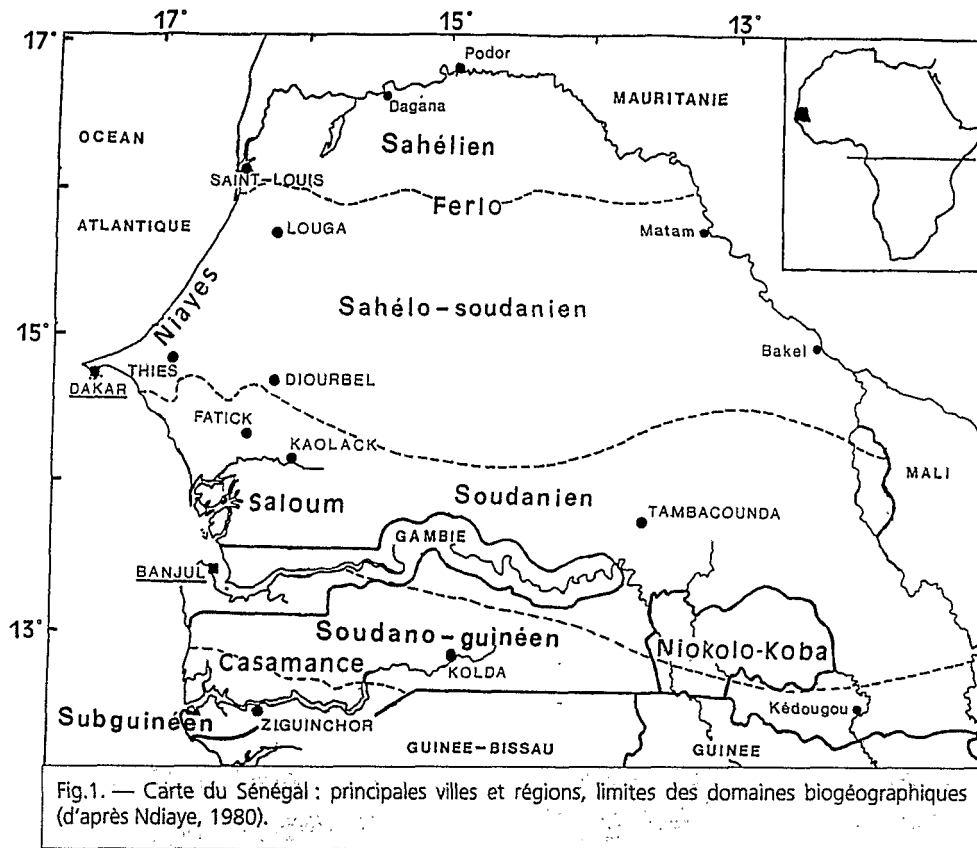 17°
15°
13°
17°
Podor
Dagana
MAURITANIE
OCEAN
Sahélien
SAINT-LOUIS
Ferlo
ATLANTIQUE
LOUGA
Matam
Niayes
Sahélo-soudanien
15°
Bakel
THIES
DAKAR
DIOURBEL
FATICK
KAOLACK
MALI
Saloum
Soudanien
TAMBACOUNDA
GAMBIE
BANJUL
13°
Soudano-guinéen
Niokolo-Koba
Casamance
KOLDA
Subguinéen
ZIGUINCHOR
Kédougou
GUINEE-BISSAU
GUINEE
Fig.1. — Carte du Sénégal : principales villes et régions, limites des domaines biogéographiques
(d'après Ndiaye, 1980).